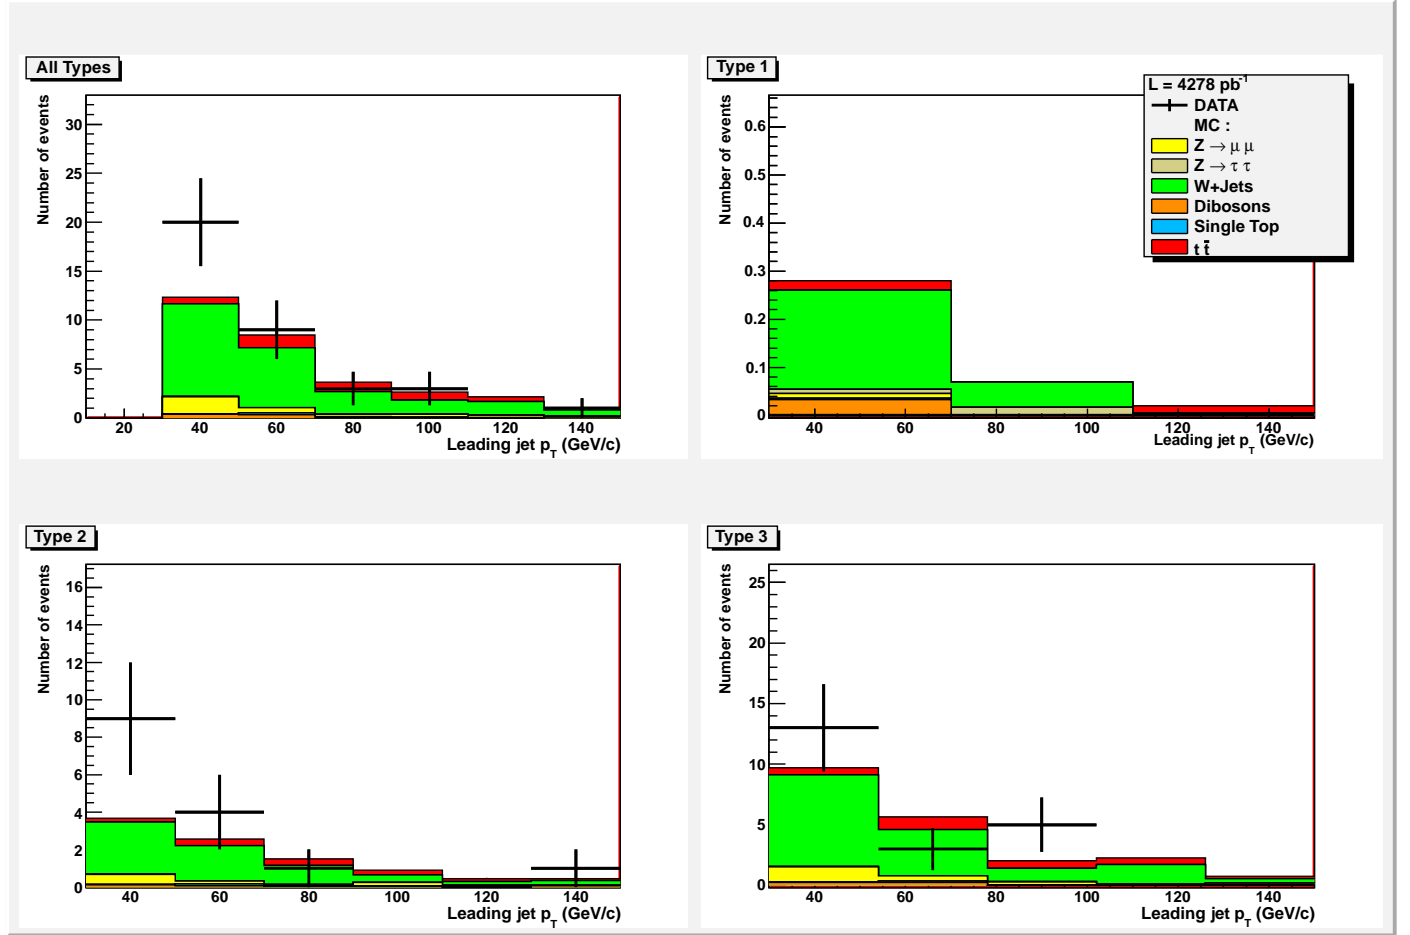 All Types
Number of events
30
25
20
15
10
5
0
20 40 60 80 100 120 140
Leading jet p_T (GeV/c)
Type 1
Number of events
0.6
0.5
0.4
0.3
0.2
0.1
0
40 60 80 100 120 140
Leading jet p_T (GeV/c)
L = 4278 pb⁻¹
DATA
MC :
Z → μ μ
Z → τ τ
W+Jets
Dibosons
Single Top
t t̄
Type 2
Number of events
16
14
12
10
8
6
4
2
0
40 60 80 100 120 140
Leading jet p_T (GeV/c)
Type 3
Number of events
25
20
15
10
5
0
40 60 80 100 120 140
Leading jet p_T (GeV/c)